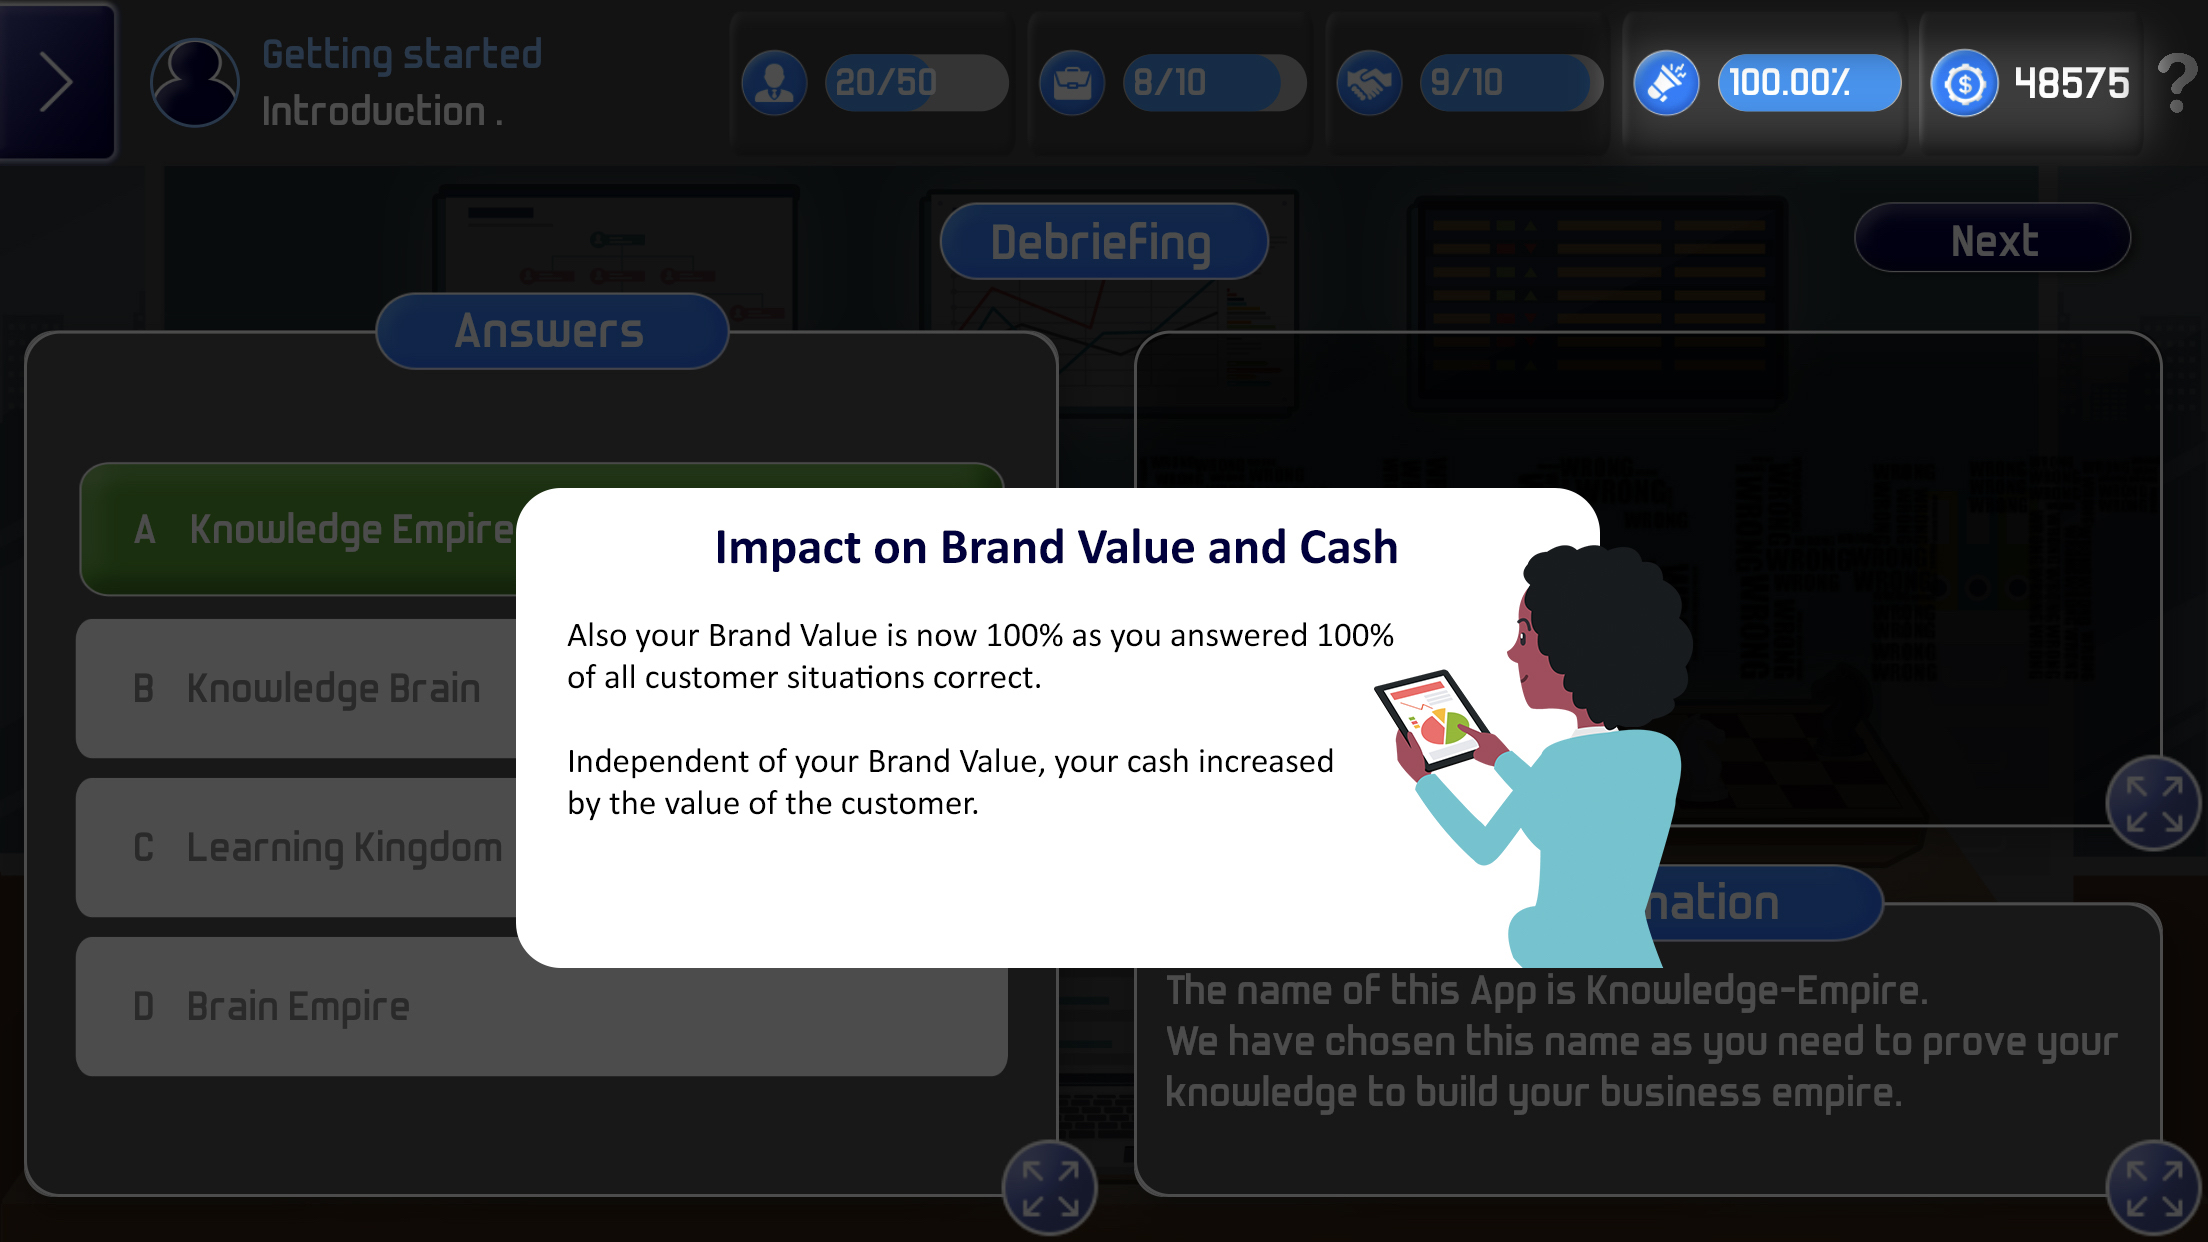 Getting started
Introduction .
20/50
8/10
9/10
100.00%
48575
?
Debriefing
Next
Answers
A Knowledge Empire
B Knowledge Brain
C Learning Kingdom
D Brain Empire
Impact on Brand Value and Cash
Also your Brand Value is now 100% as you answered 100%
of all customer situations correct.
Independent of your Brand Value, your cash increased
by the value of the customer.
nation
The name of this App is Knowledge-Empire.
We have chosen this name as you need to prove your
knowledge to build your business empire.